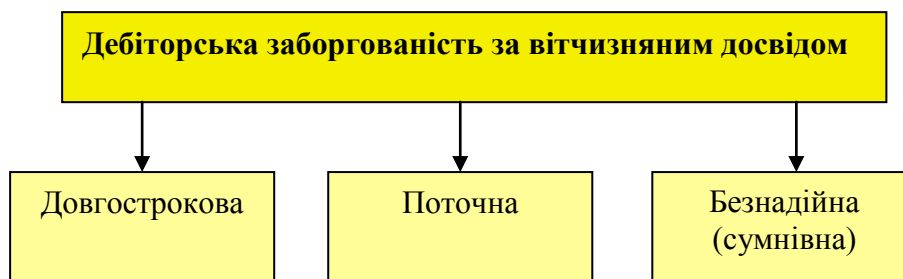 Дебіторська заборгованість за вітчизняним досвідом
Довгострокова
Поточна
Безнадійна
(сумнівна)